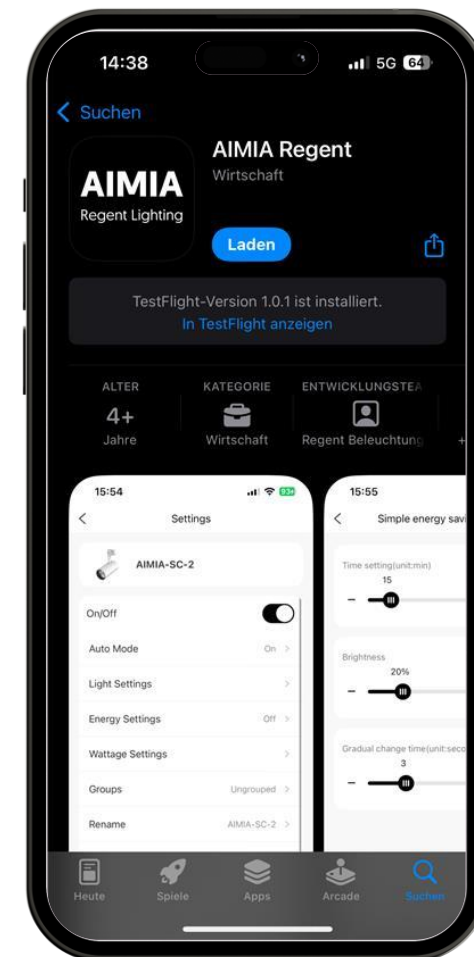 14:38
5G 64
Suchen
AIMIA
Regent Lighting
AIMIA Regent
Wirtschaft
Laden
TestFlight-Version 1.0.1 ist installiert.
In TestFlight anzeigen
ALTER
4+
Jahre
KATEGORIE
Wirtschaft
ENTWICKLUNGSTEA
Regent Beleuchtung
+
15:54
93
Settings
AIMIA-SC-2
On/Off
Auto Mode On
Light Settings
Energy Settings Off
Wattage Settings
Groups Ungrouped
Rename AIMIA-SC-2
15:55
Simple energy savi
Time setting(unit:min)
15
Brightness
20%
Gradual change time(unit:seco
3
Heute
Spiele
Apps
Arcade
Suchen